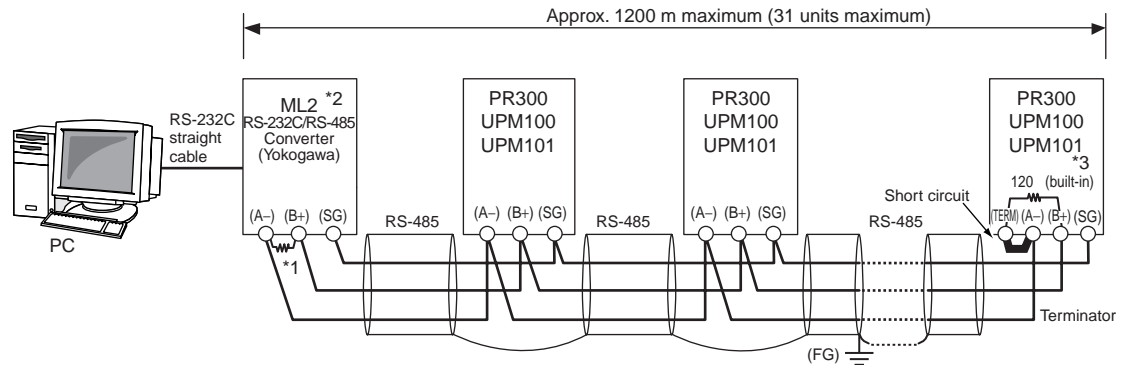 Approx. 1200 m maximum (31 units maximum)
RS-232C
straight
cable
PC
ML2 *2
RS-232C/RS-485
Converter
(Yokogawa)
(A–) (B+) (SG)
*1
RS-485
PR300
UPM100
UPM101
(A–) (B+) (SG)
RS-485
PR300
UPM100
UPM101
(A–) (B+) (SG)
RS-485
Short circuit
PR300
UPM100
UPM101
*3
120 (built-in)
(TERM) (A–) (B+) (SG)
Terminator
(FG)